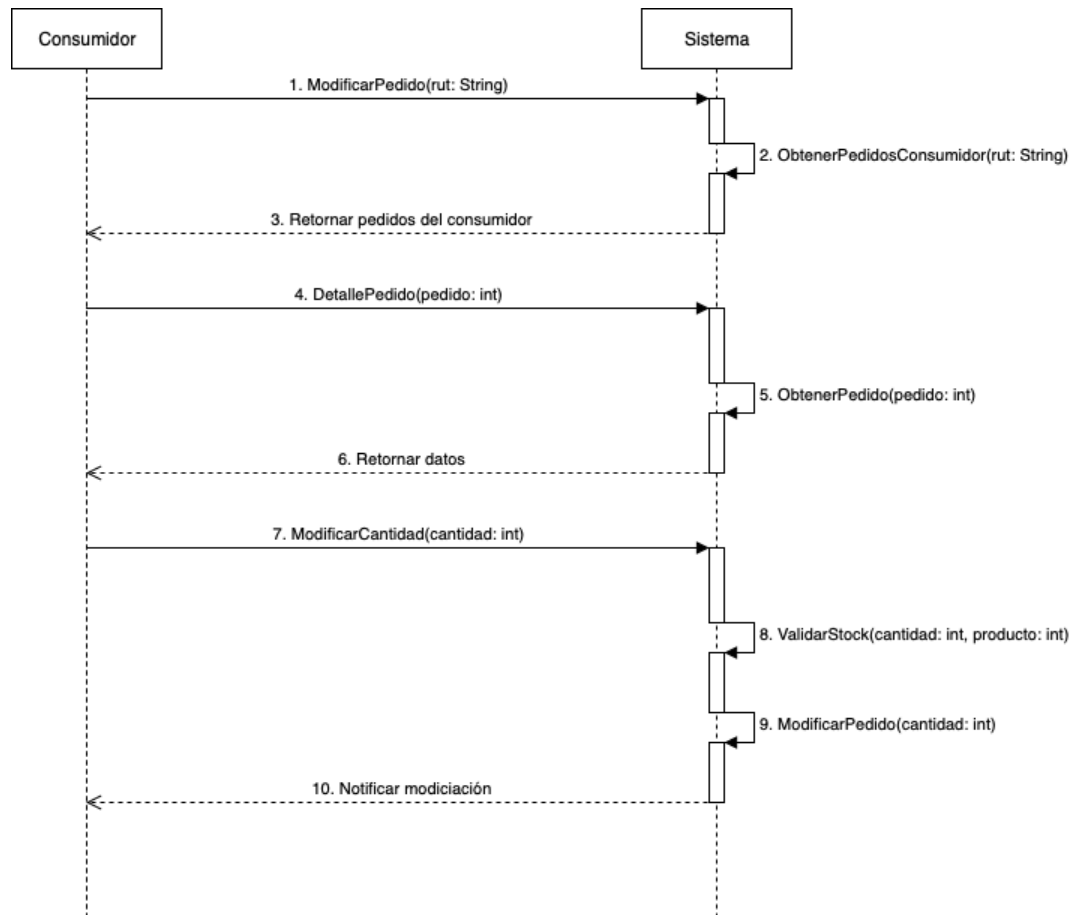 Consumidor
Sistema
1. ModificarPedido(rut: String)
2. ObtenerPedidosConsumidor(rut: String)
3. Retornar pedidos del consumidor
4. DetallePedido(pedido: int)
5. ObtenerPedido(pedido: int)
6. Retornar datos
7. ModificarCantidad(cantidad: int)
8. ValidarStock(cantidad: int, producto: int)
9. ModificarPedido(cantidad: int)
10. Notificar modiciación